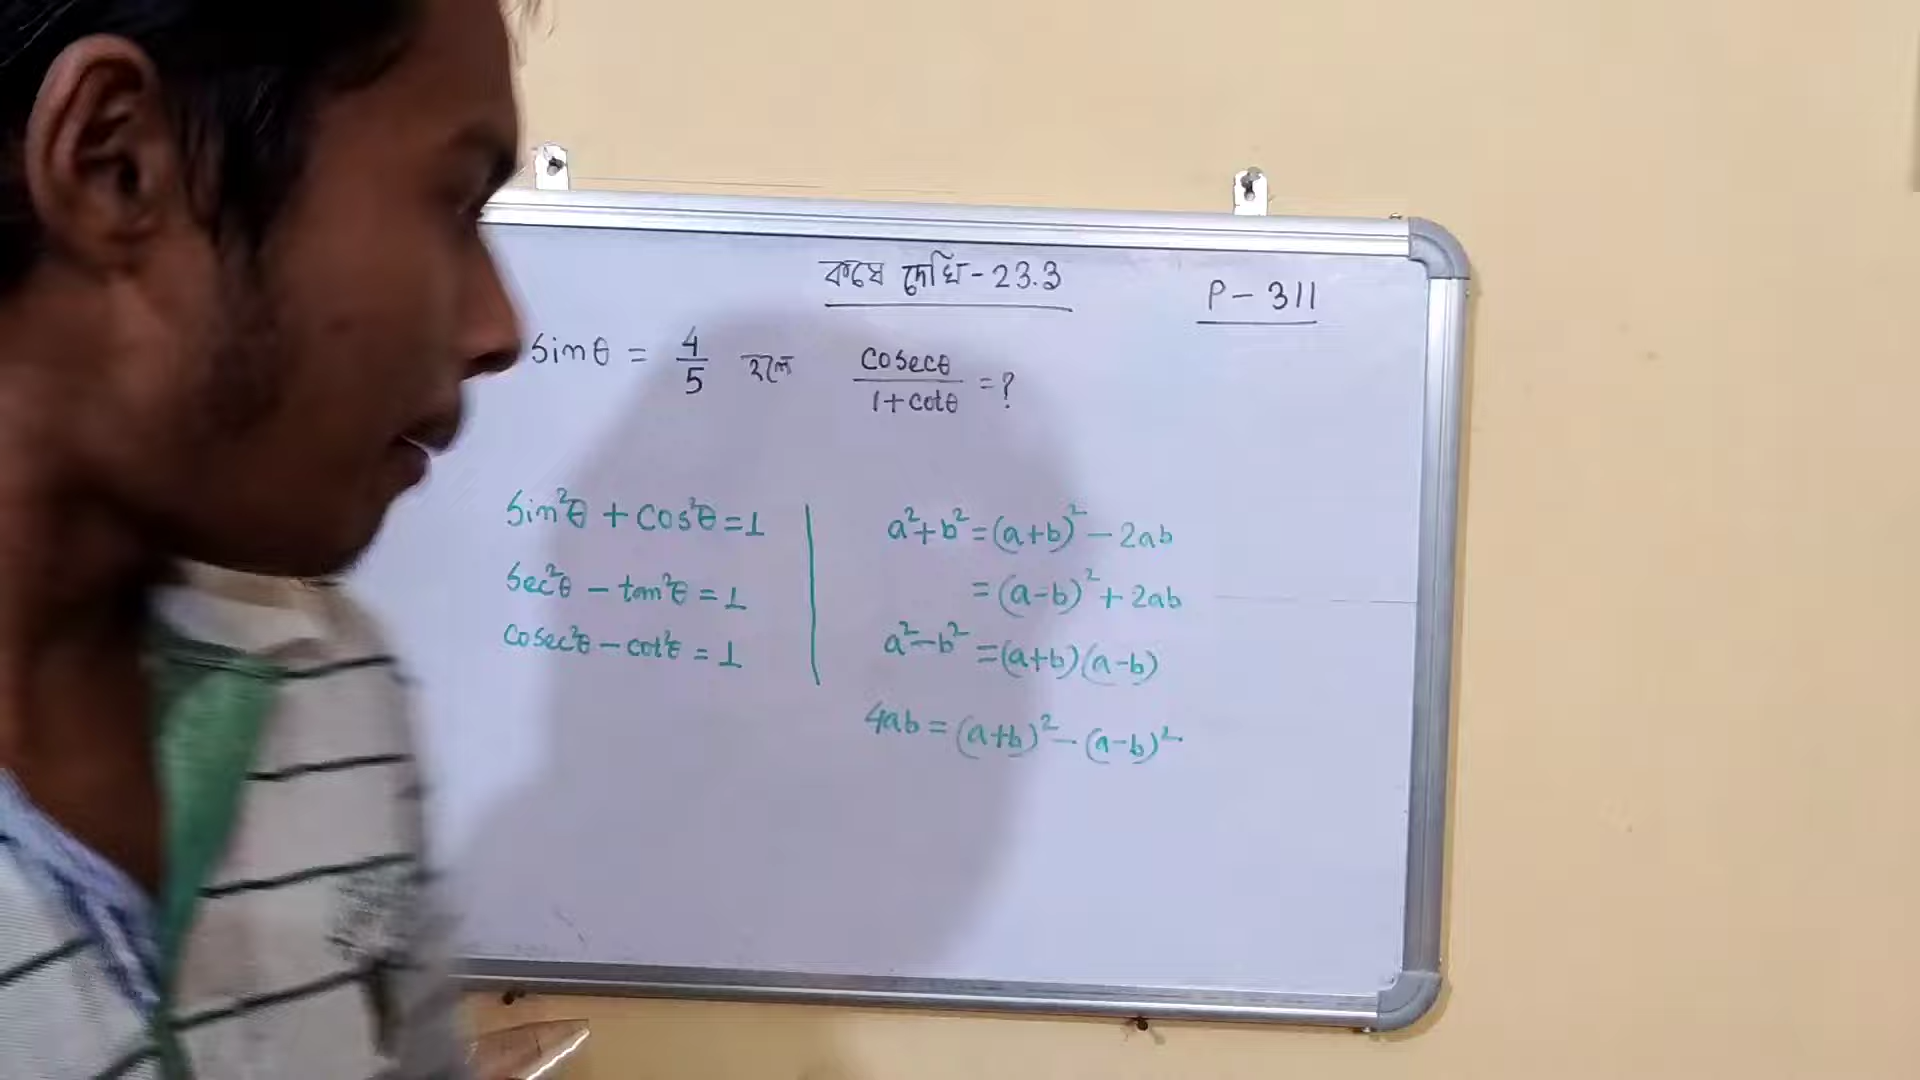 কষে দেখি - 23.3
P - 311
sinθ = 4/5 হলে cosecθ/1+cotθ = ?
sin²θ + cos²θ = 1
sec²θ - tan²θ = 1
cosec²θ - cot²θ = 1
a²+b² = (a+b)² - 2ab
= (a-b)² + 2ab
a²-b² = (a+b)(a-b)
4ab = (a+b)² - (a-b)²